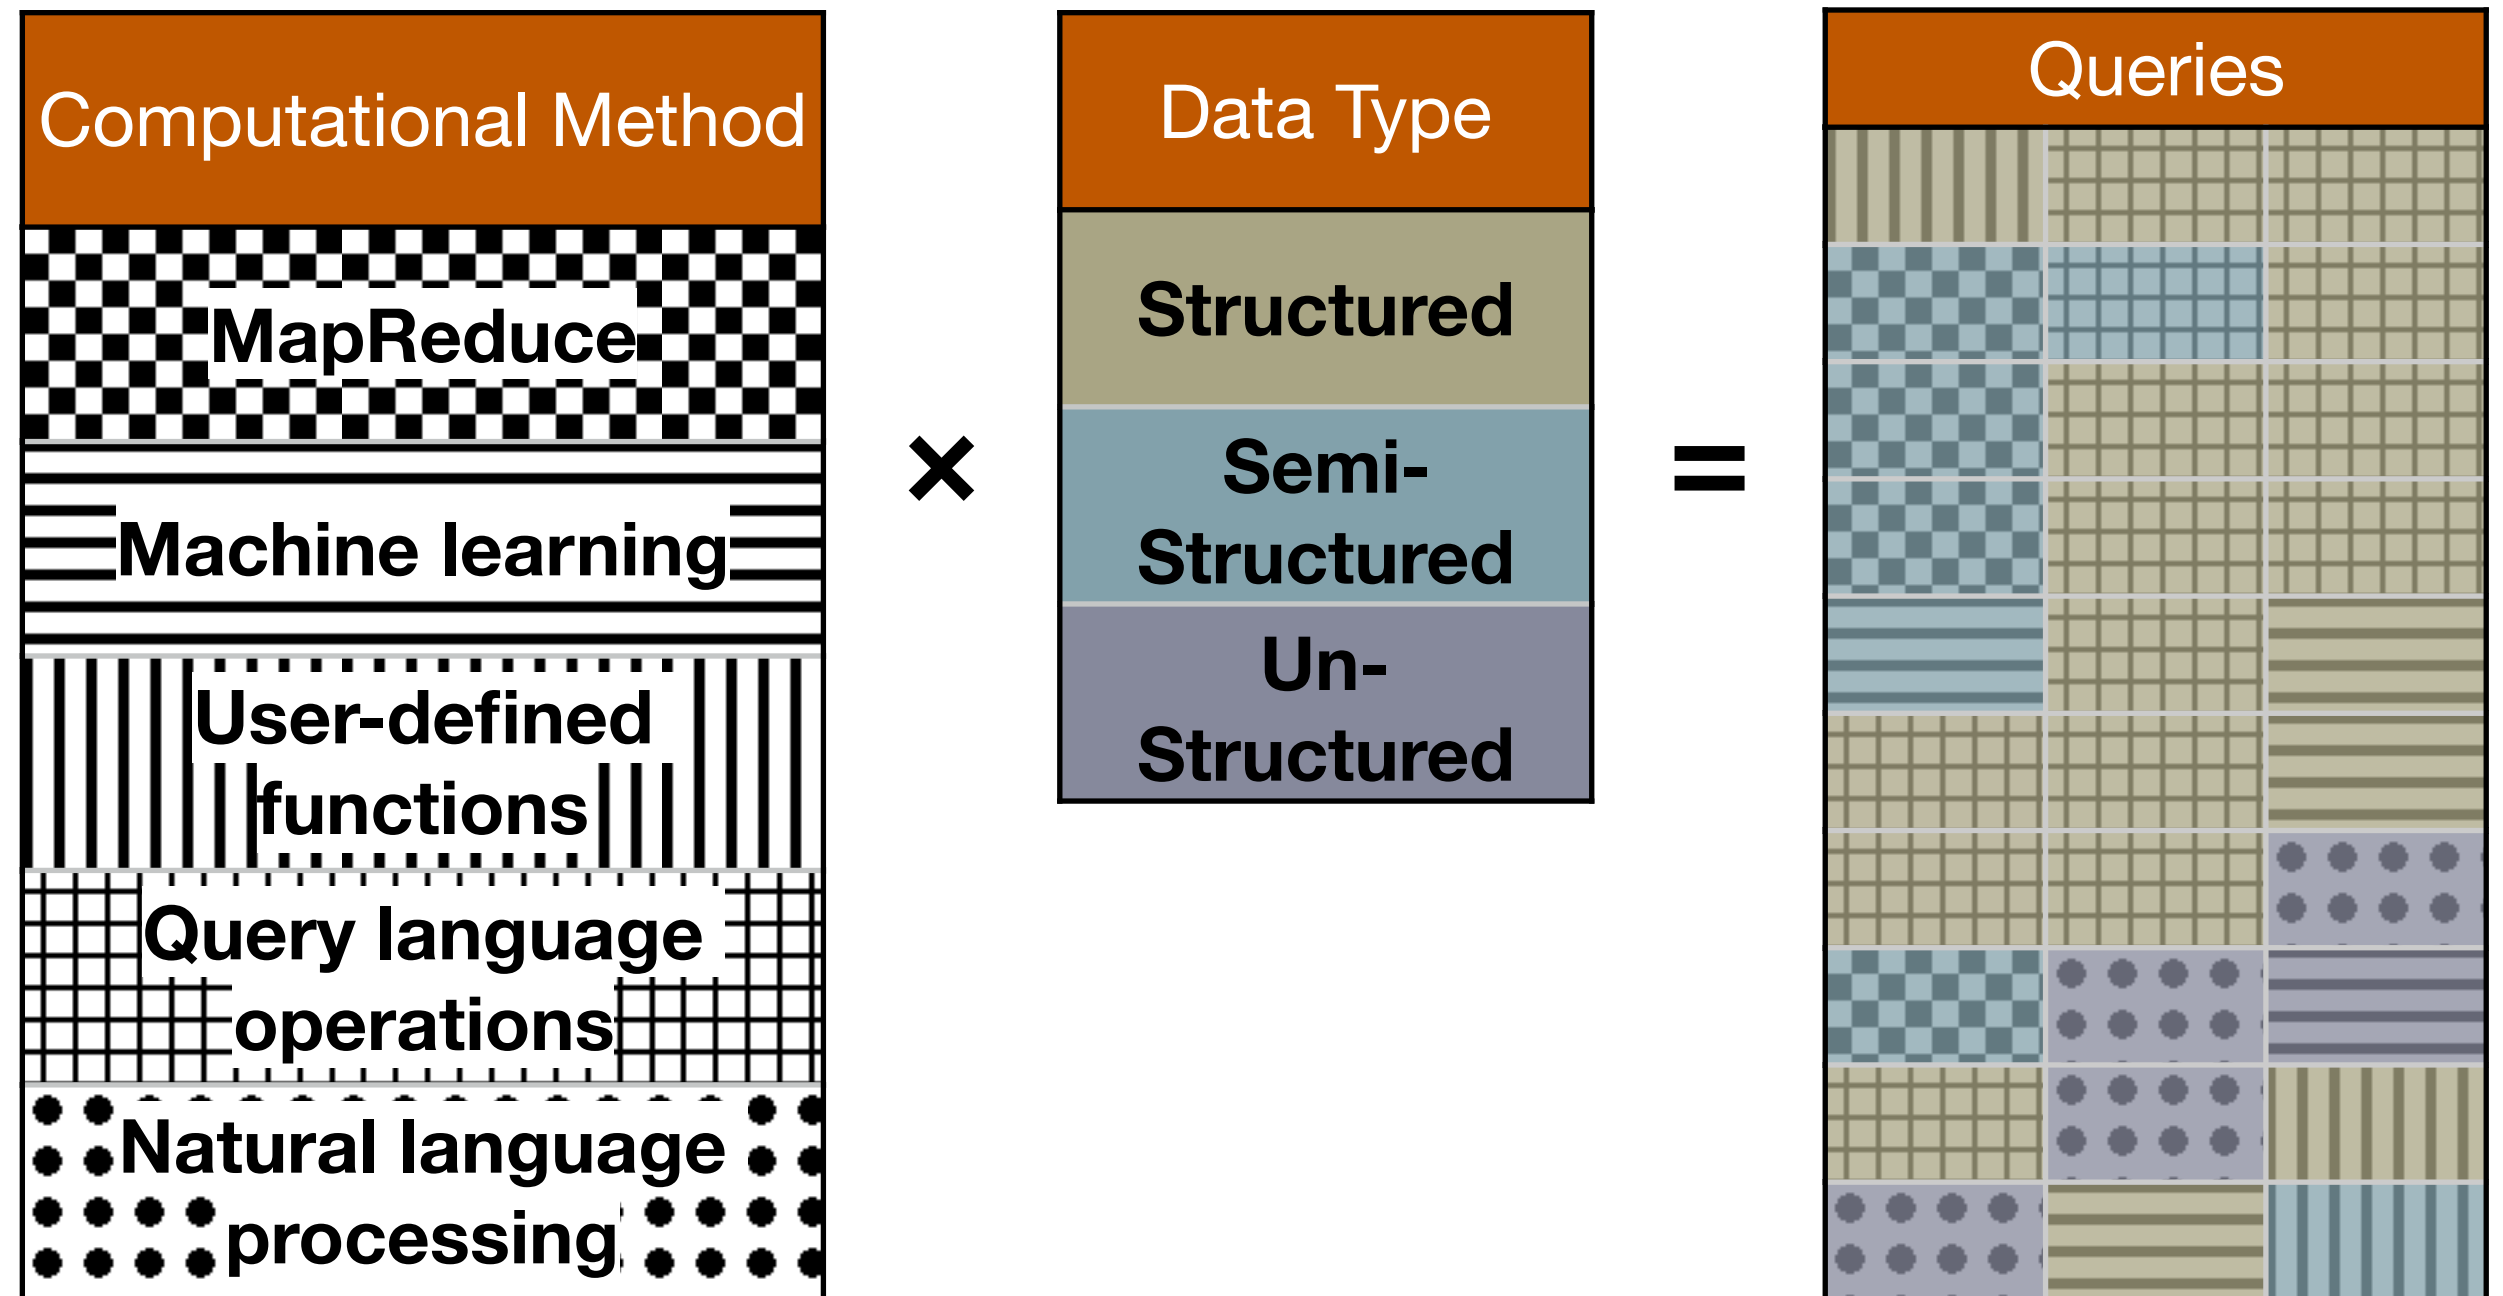 Computational Method
MapReduce
Machine learning
User-defined
functions
Query language
operations
Natural language
processing
×
Data Type
Structured
Semi-
Structured
Un-
Structured
=
Queries